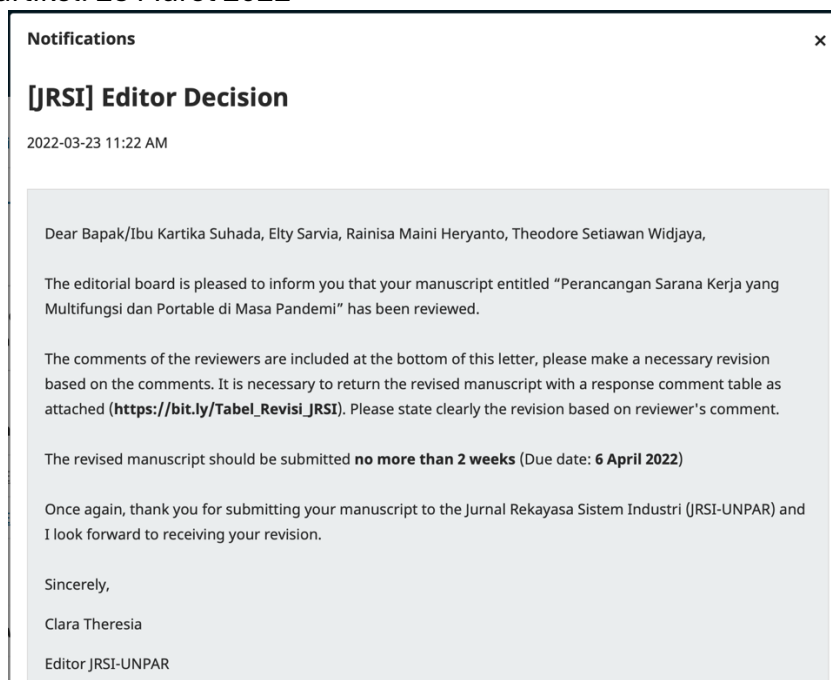 Notifications ×
[JRSI] Editor Decision
2022-03-23 11:22 AM
Dear Bapak/Ibu Kartika Suhada, Elty Sarvia, Rainisa Maini Heryanto, Theodore Setiawan Widjaya,
The editorial board is pleased to inform you that your manuscript entitled “Perancangan Sarana Kerja yang
Multifungsi dan Portable di Masa Pandemi” has been reviewed.
The comments of the reviewers are included at the bottom of this letter, please make a necessary revision
based on the comments. It is necessary to return the revised manuscript with a response comment table as
attached (https://bit.ly/Tabel_Revisi_JRSI). Please state clearly the revision based on reviewer's comment.
The revised manuscript should be submitted no more than 2 weeks (Due date: 6 April 2022)
Once again, thank you for submitting your manuscript to the Jurnal Rekayasa Sistem Industri (JRSI-UNPAR) and
I look forward to receiving your revision.
Sincerely,
Clara Theresia
Editor JRSI-UNPAR